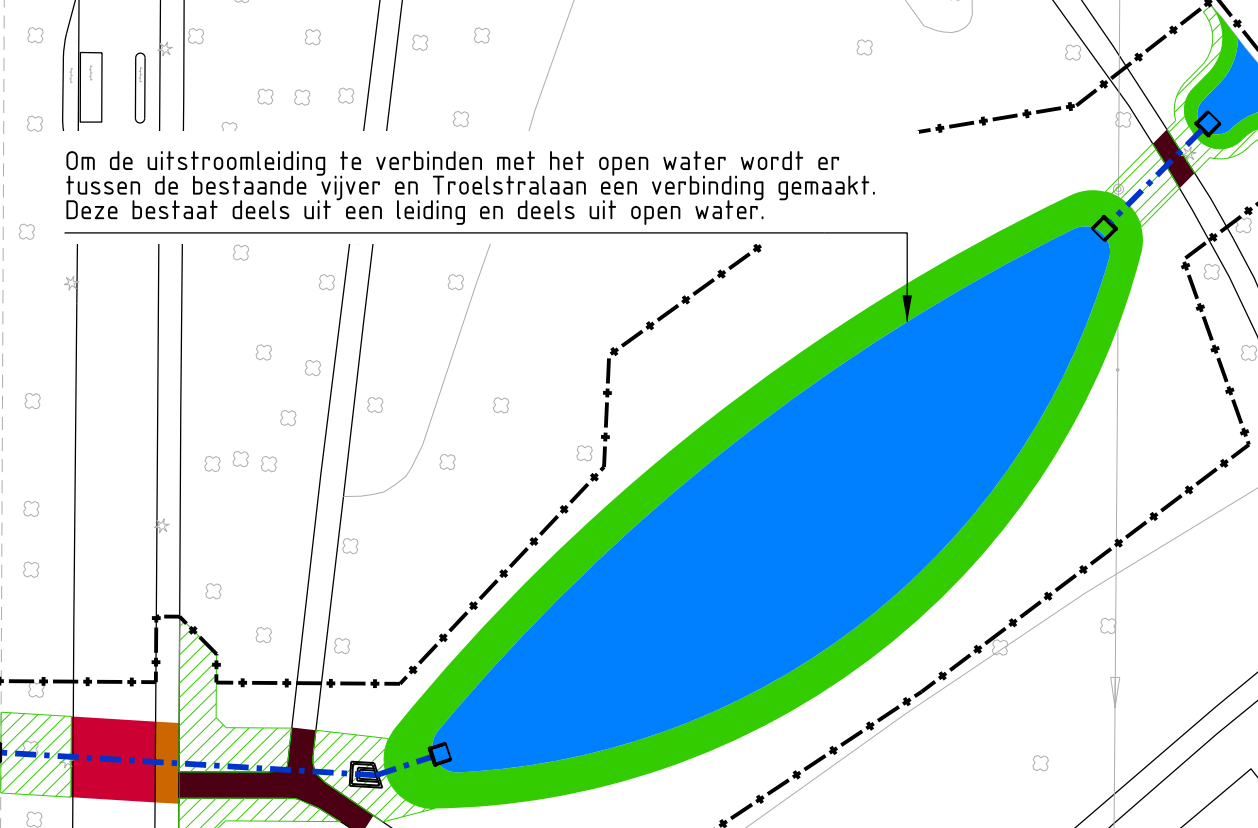 Om de uitstroomleiding te verbinden met het open water wordt er
tussen de bestaande vijver en Troelstralaan een verbinding gemaakt.
Deze bestaat deels uit een leiding en deels uit open water.